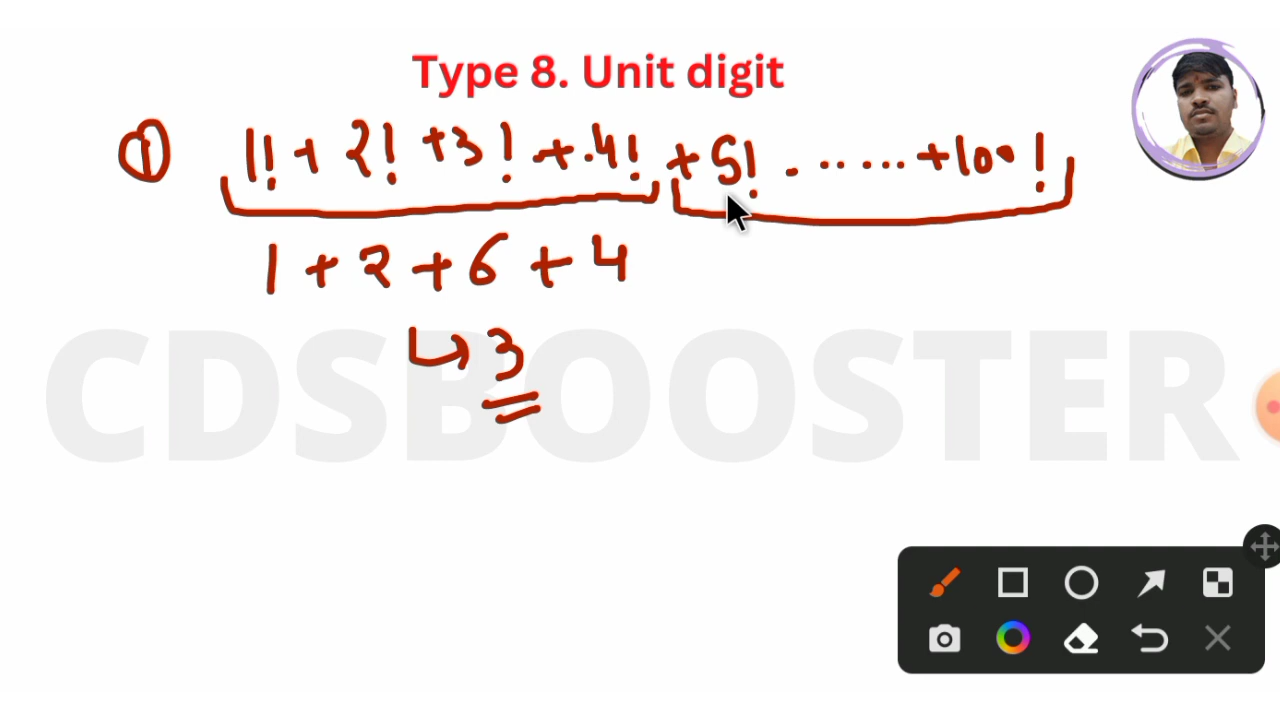 Type 8. Unit digit
① 1! + 2! + 3! + 4! + 5! ....... + 100!
1 + 2 + 6 + 4
↳ 3
CDSBOOSTER